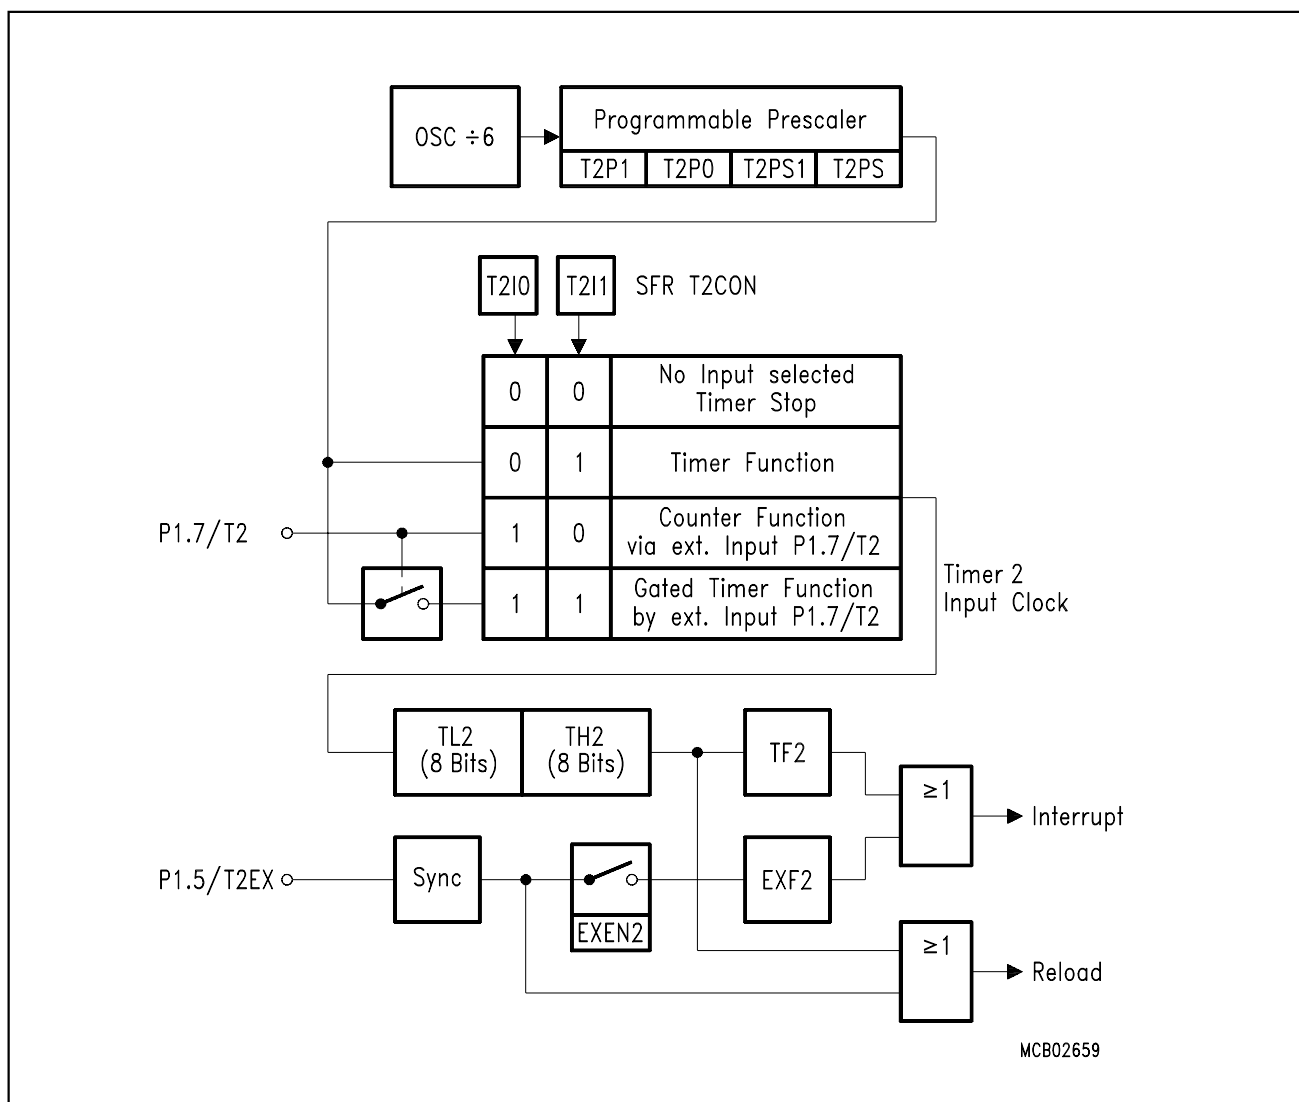 OSC ÷6
Programmable Prescaler
T2P1 T2P0 T2PS1 T2PS
T2I0 T2I1 SFR T2CON
0 0 No Input selected
Timer Stop
0 1 Timer Function
P1.7/T2
1 0 Counter Function
via ext. Input P1.7/T2
1 1 Gated Timer Function
by ext. Input P1.7/T2
Timer 2
Input Clock
TL2
(8 Bits)
TH2
(8 Bits)
TF2
≥1
Interrupt
P1.5/T2EX
Sync
EXEN2
EXF2
≥1
Reload
MCB02659